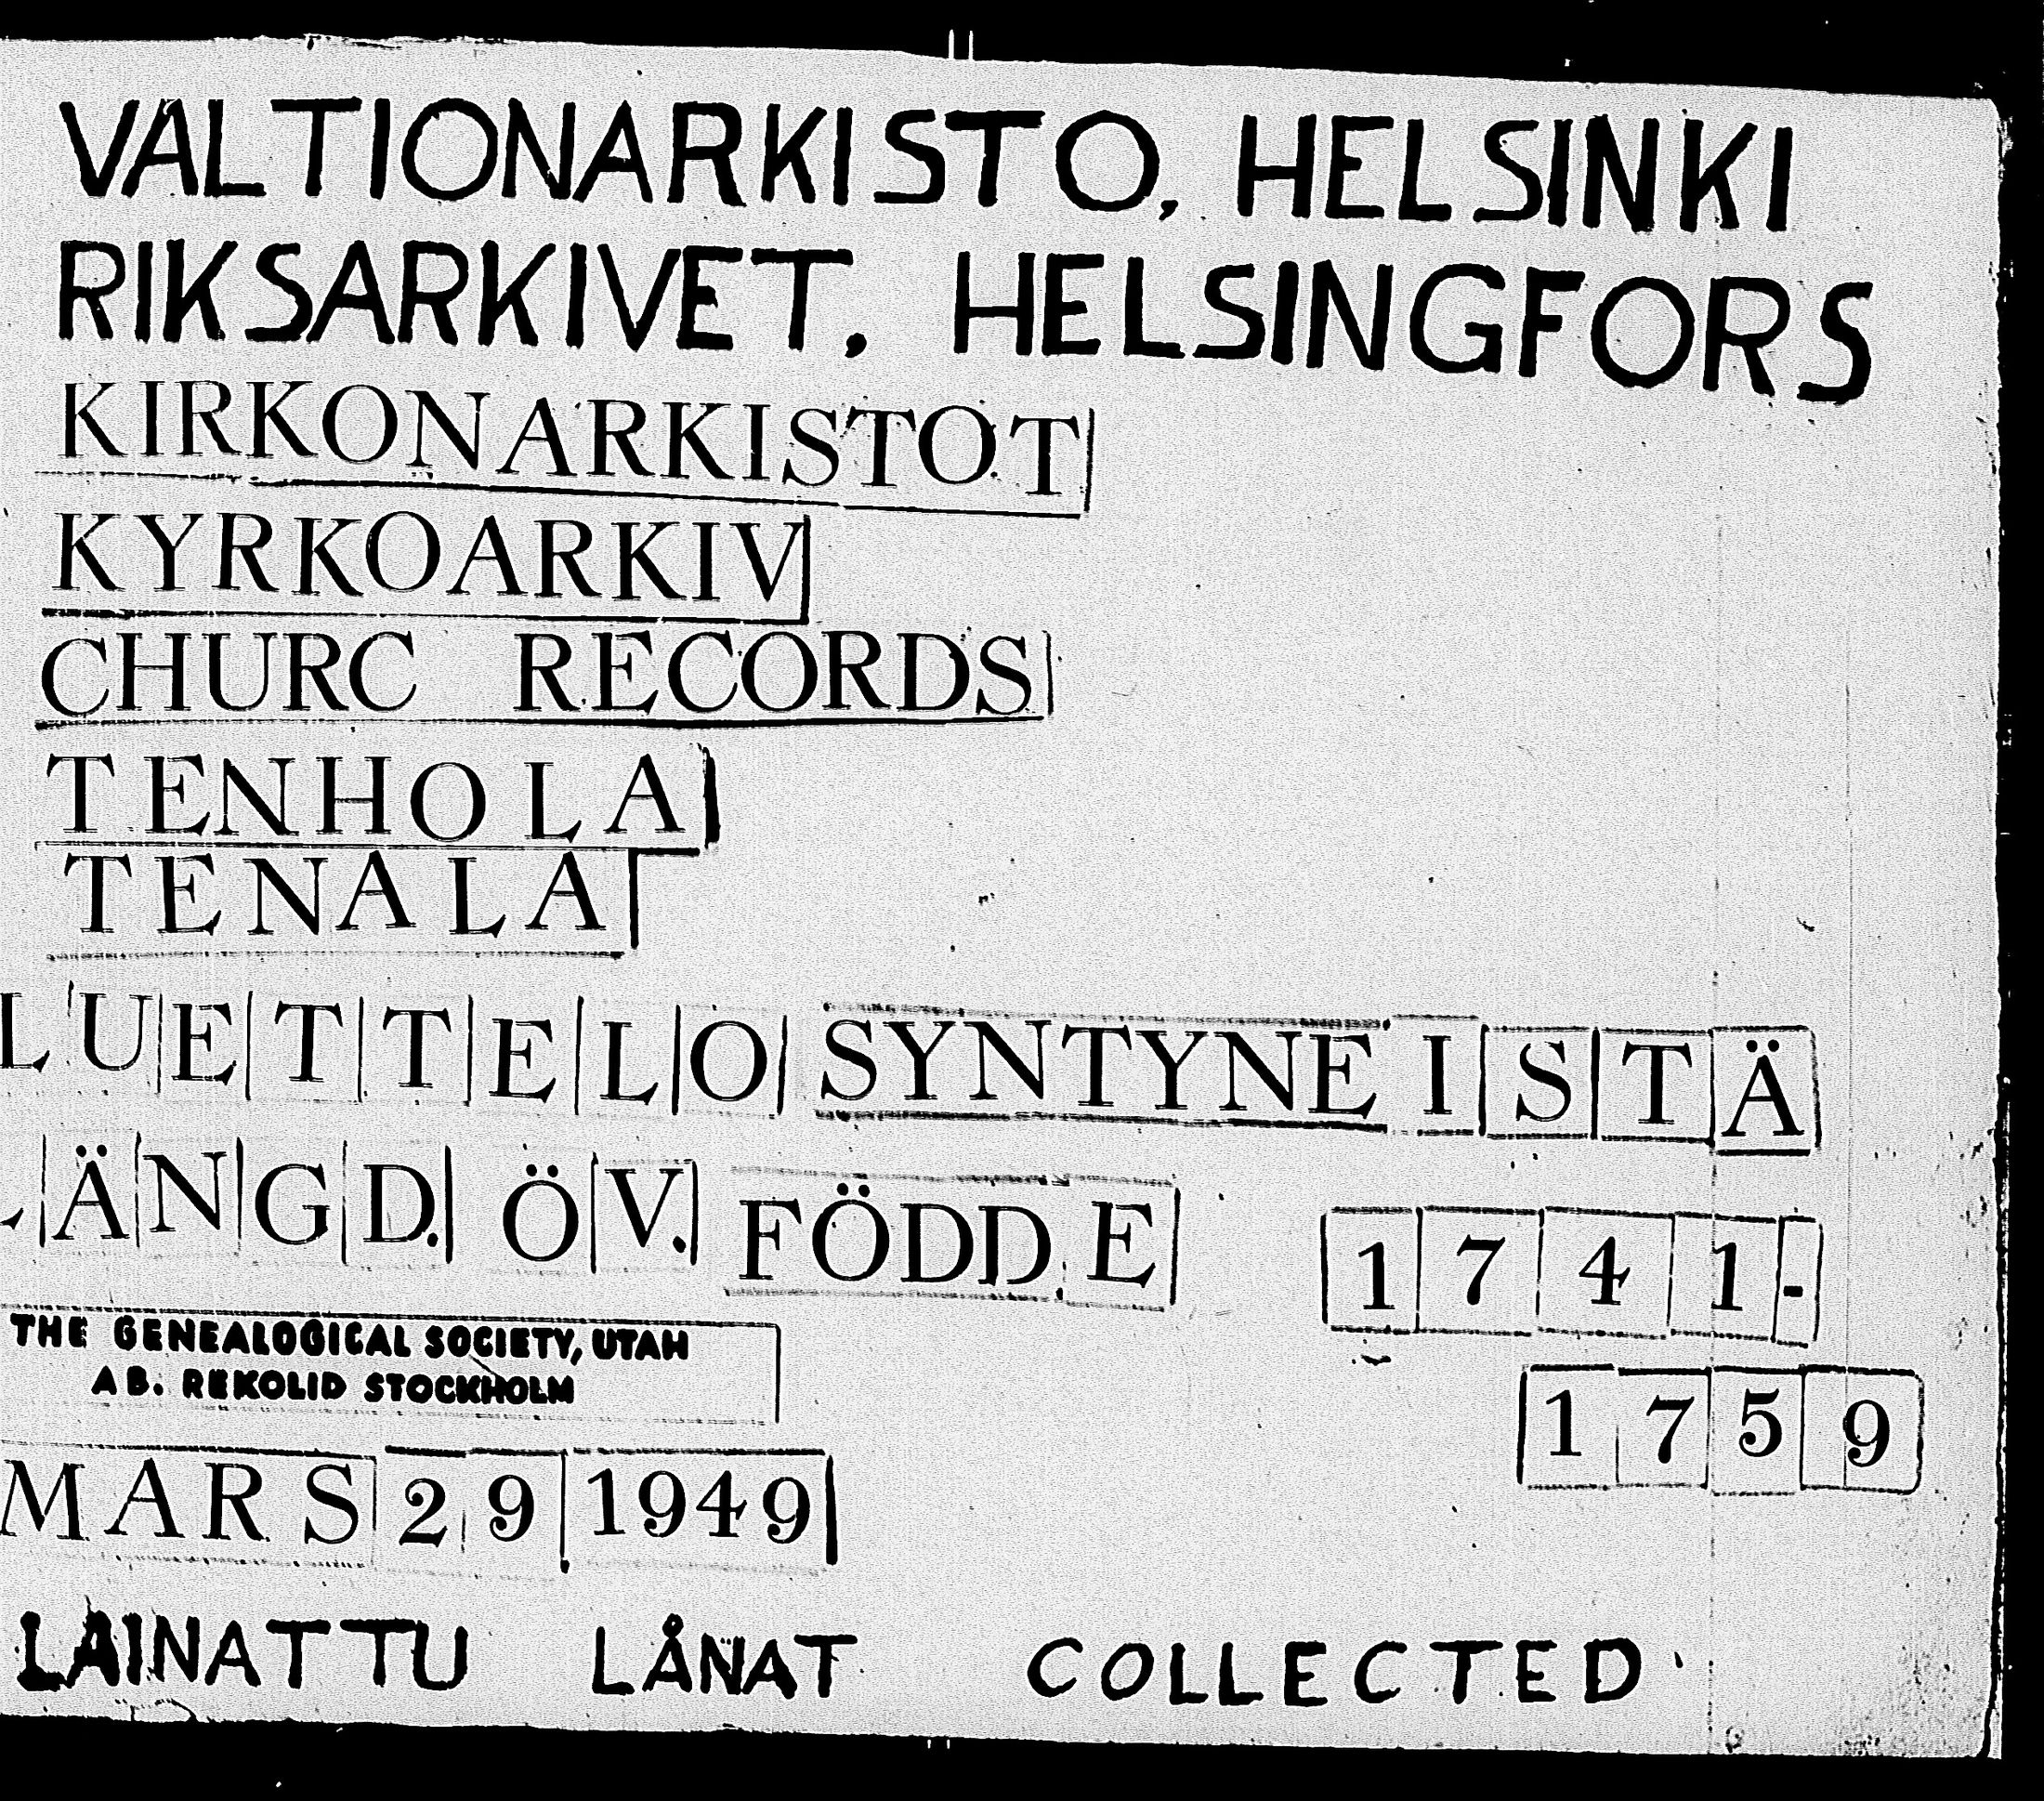 VALTIONARKISTO, HELSINKI
RIKSARKIVET, HELSINGFORS
KIRKONARKISTOT
KYRKOARKIV
CHURC RECORDS
TENHOLA
TENALA
LUETTELO SYNTYNEISTÄ
LÄNGD. ÖV. FÖDDE 1741-
1759
THE GENEALOGICAL SOCIETY, UTAH
AB. REKOLID STOCKHOLM
MARS 29 1949
LAINATTU LÅNAT COLLECTED